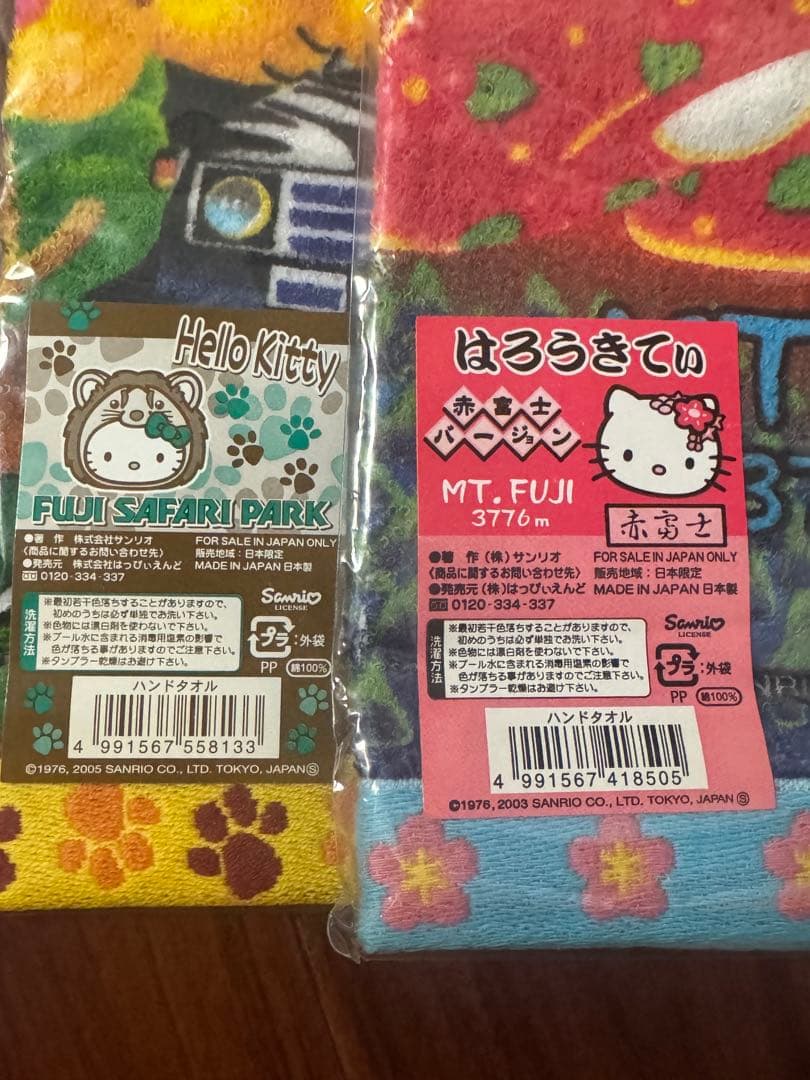 Hello Kitty
FUJI SAFARI PARK
●著 作 株式会社サンリオ
〈商品に関するお問い合わせ先〉
●発売元 株式会社はっぴぃえんど
0120-334-337
FOR SALE IN JAPAN ONLY
販売地域：日本限定
MADE IN JAPAN 日本製
Sanrio
LICENSE
洗濯方法
※最初若干色落ちすることがありますので、
初めのうちは必ず単独でお洗い下さい。
※色物には漂白剤を使わないで下さい。
※プール水に含まれる消毒用塩素の影響で
色が落ちる事がありますのでご注意下さい。
※タンブラー乾燥はお避け下さい。
プラ
：外袋
PP
綿100%
ハンドタオル
4 991567 558133
©1976, 2005 SANRIO CO., LTD. TOKYO, JAPAN Ⓢ
はろうきてぃ
赤富士
バージョン
MT. FUJI
3776m
赤富士
●著 作 (株)サンリオ
〈商品に関するお問い合せ先〉
●発売元 (株)はっぴいえんど
0120-334-337
FOR SALE IN JAPAN ONLY
販売地域：日本限定
MADE IN JAPAN 日本製
Sanrio
LICENSE
洗濯方法
※最初若干色落ちすることがありますので、
初めのうちは必ず単独でお洗い下さい。
※色物には漂白剤を使わないで下さい。
※プール水に含まれる消毒用塩素の影響で
色が落ちる事がありますのでご注意下さい。
※タンブラー乾燥はお避け下さい。
プラ
：外袋
PP
綿100%
ハンドタオル
4 991567 418505
©1976, 2003 SANRIO CO., LTD. TOKYO, JAPAN Ⓢ